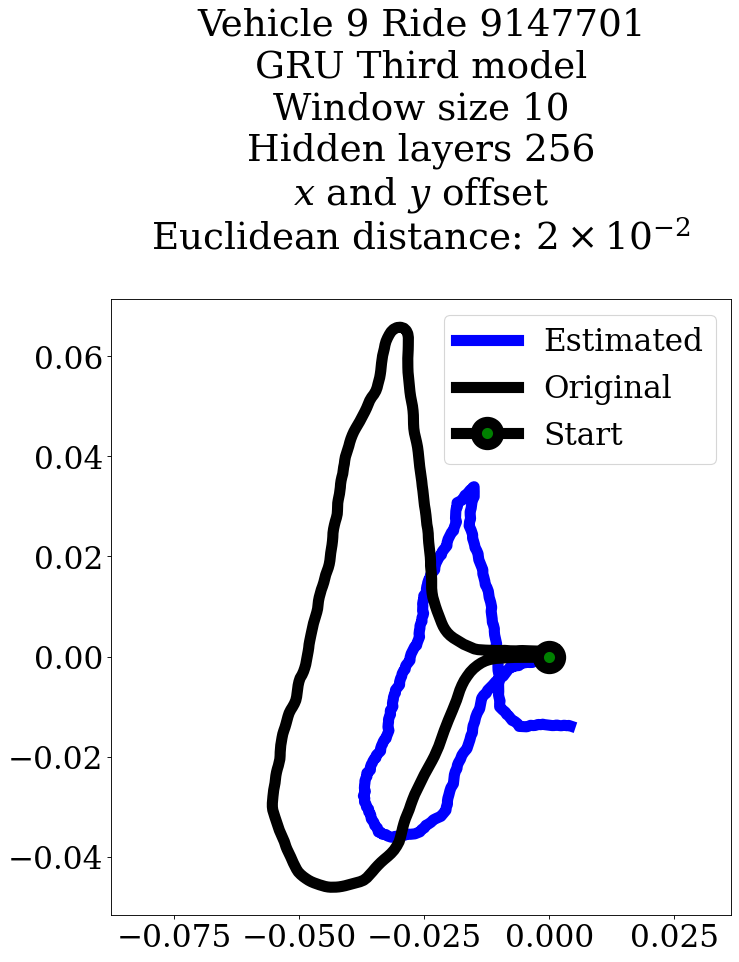 Vehicle 9 Ride 9147701
GRU Third model
Window size 10
Hidden layers 256
x and y offset
Euclidean distance: 2 × 10⁻²
Estimated
Original
Start
0.06
0.04
0.02
0.00
−0.02
−0.04
−0.075 −0.050 −0.025 0.000 0.025